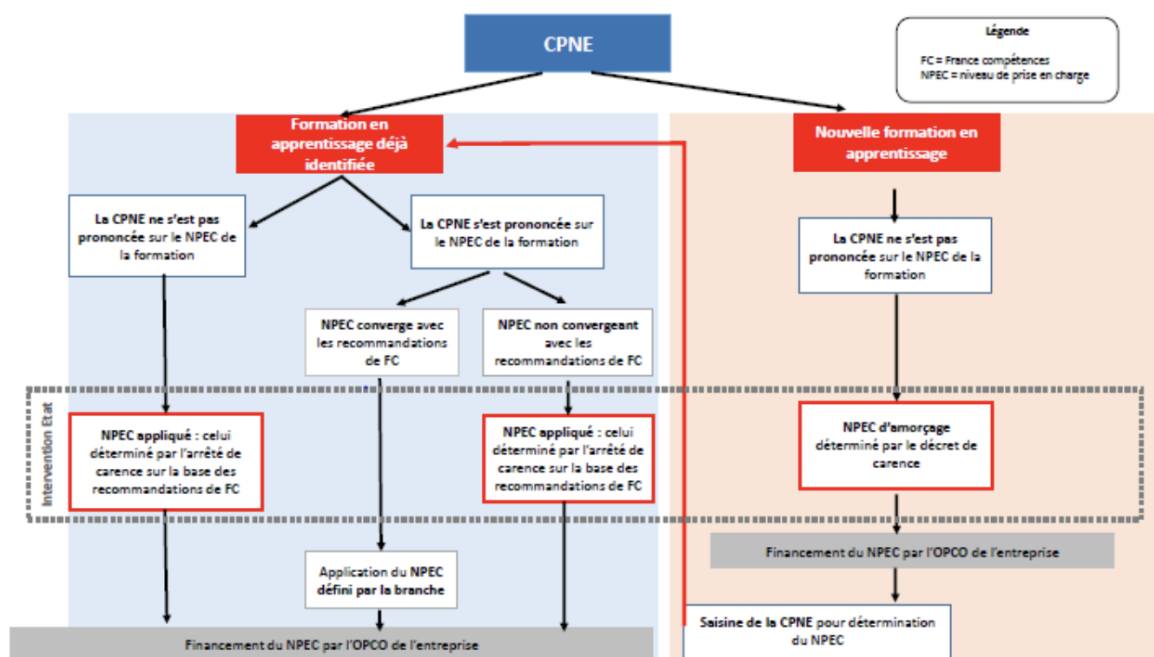 CPNE
Légende
FC = France compétences
NPEC = niveau de prise en charge
Formation en
apprentissage déjà
identifiée
Nouvelle formation en
apprentissage
La CPNE ne s'est pas
prononcée sur le NPEC de
la formation
La CPNE s'est prononcée sur
le NPEC de la formation
La CPNE ne s'est pas
prononcée sur le NPEC de la
formation
NPEC converge avec
les recommandations
de FC
NPEC non convergeant
avec les
recommandations de FC
Intervention Etat
NPEC appliqué : celui
déterminé par l'arrêté de
carence sur la base des
recommandations de FC
NPEC appliqué : celui
déterminé par l'arrêté de
carence sur la base des
recommandations de FC
NPEC d'amorçage
déterminé par le décret de
carence
Financement du NPEC par l'OPCO de l'entreprise
Application du NPEC
défini par la branche
Saisine de la CPNE pour détermination
du NPEC
Financement du NPEC par l'OPCO de l'entreprise